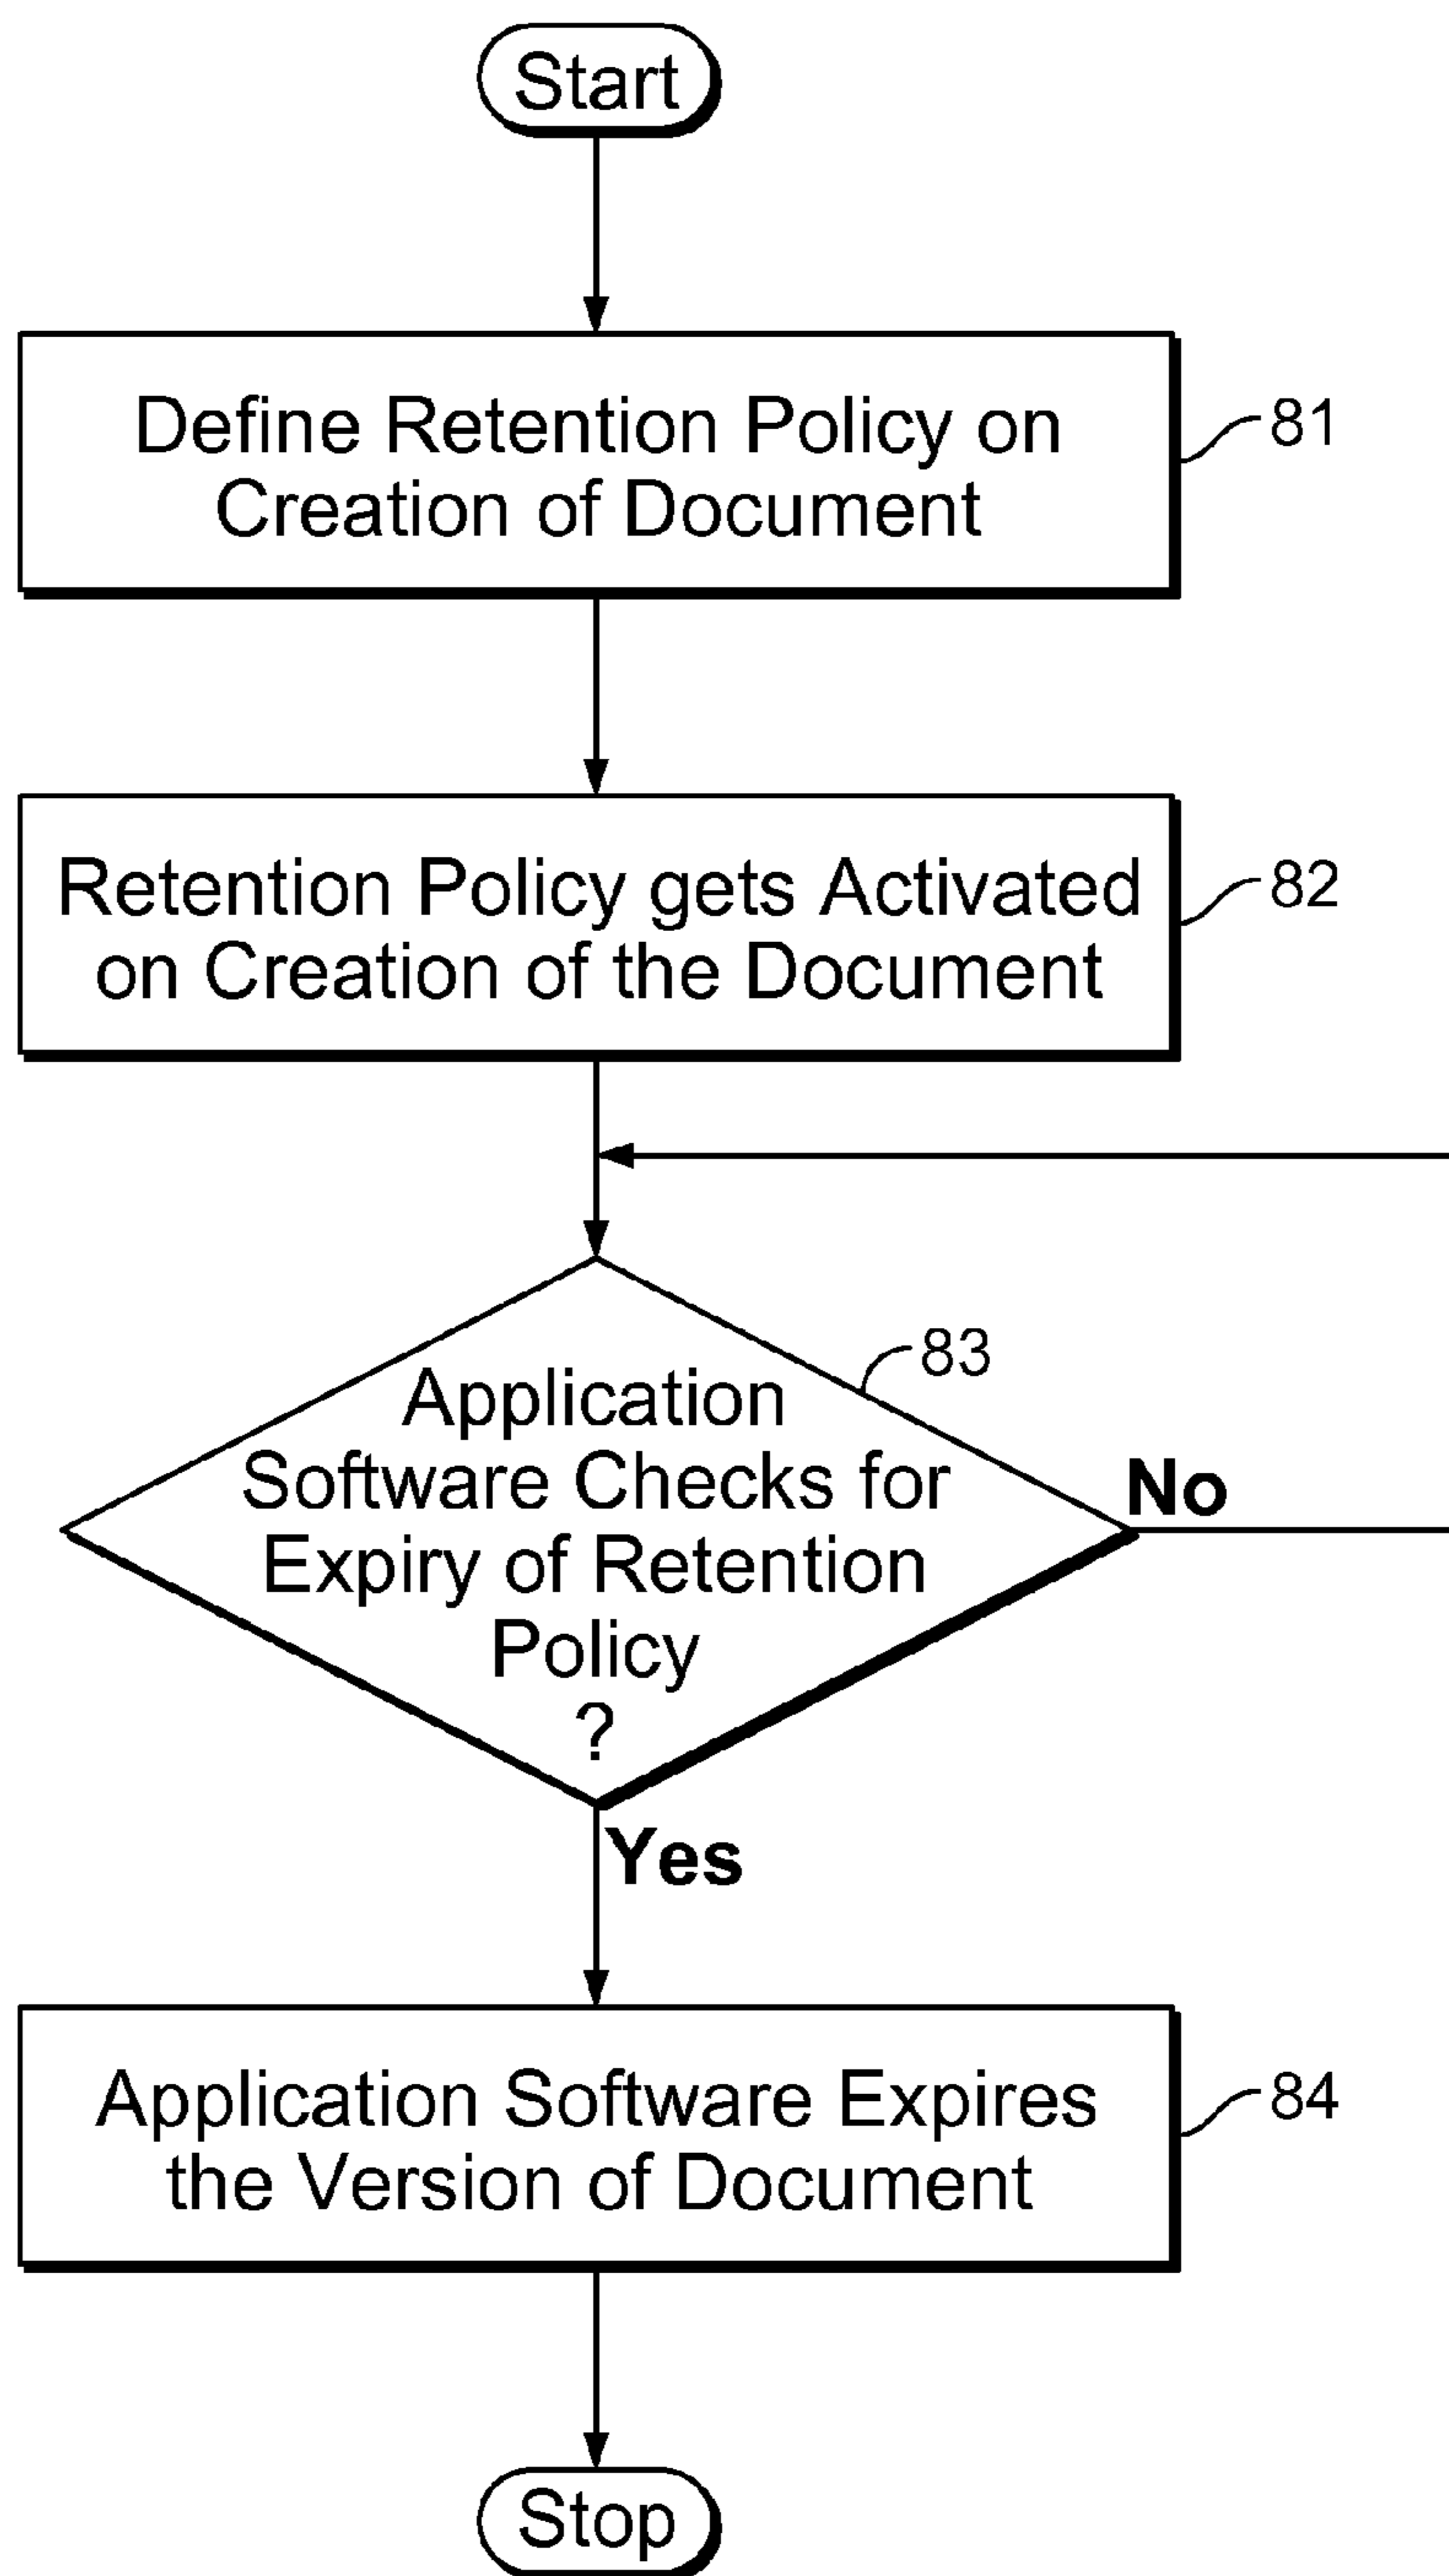 Start
Define Retention Policy on
Creation of Document
81
Retention Policy gets Activated
on Creation of the Document
82
83
Application
Software Checks for
Expiry of Retention
Policy
?
No
Yes
Application Software Expires
the Version of Document
84
Stop